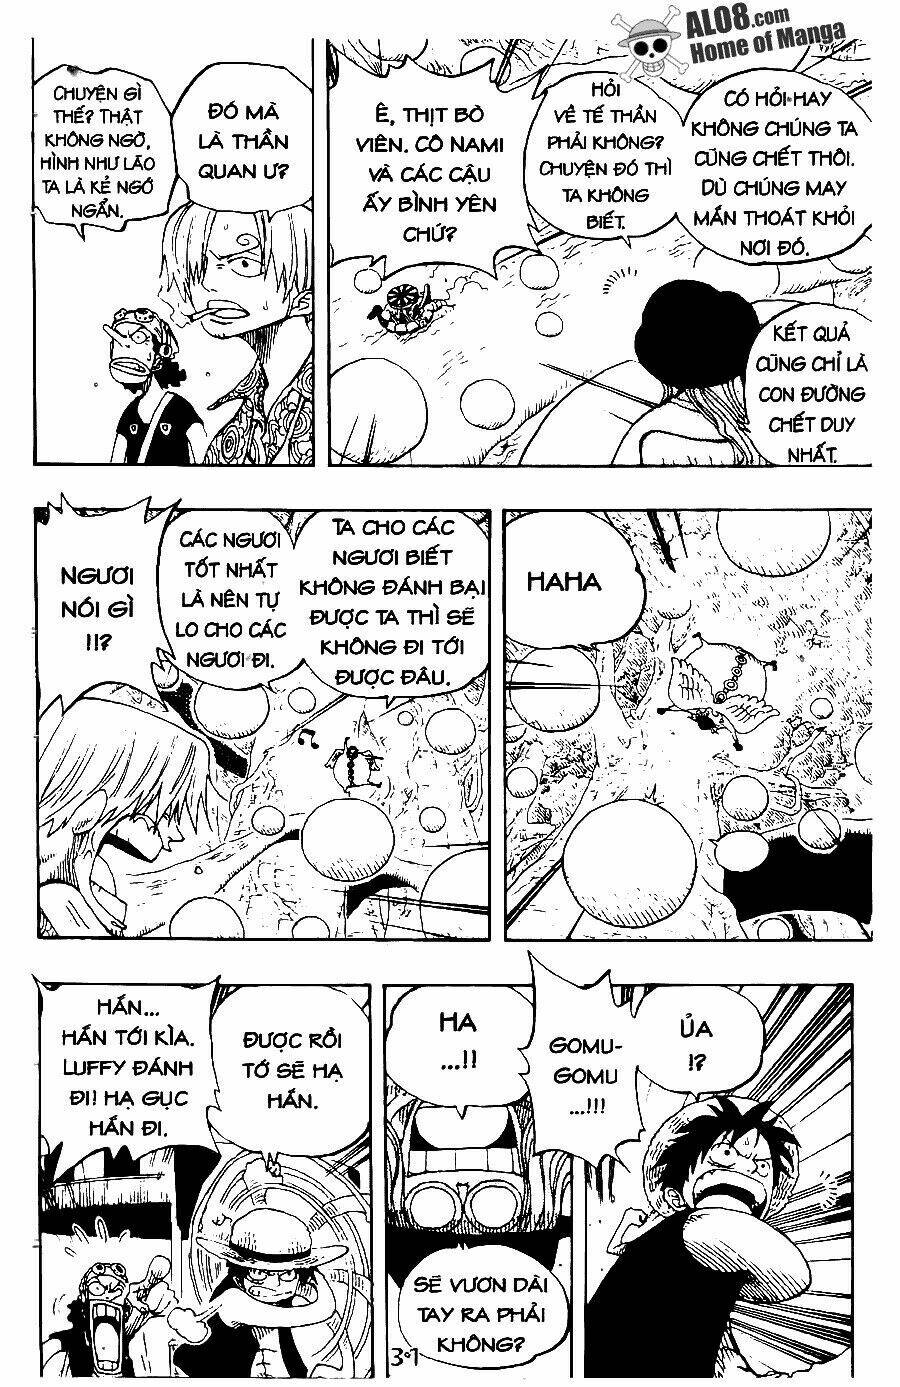 AL08.com
Home of Manga
CÓ HỎI HAY
KHÔNG CHÚNG TA
CŨNG CHẾT THÔI.
DÙ CHÚNG MAY
MẮN THOÁT KHỎI
NƠI ĐÓ.
KẾT QUẢ
CŨNG CHỈ LÀ
CON ĐƯỜNG
CHẾT DUY
NHẤT.
HỎI
VỀ TẾ THẦN
PHẢI KHÔNG?
CHUYỆN ĐÓ THÌ
TA KHÔNG
BIẾT.
Ê, THỊT BÒ
VIÊN. CÔ NAMI
VÀ CÁC CẬU
ẤY BÌNH YÊN
CHỨ?
ĐÓ MÀ
LÀ THẦN
QUAN Ư?
CHUYỆN GÌ
THẾ? THẬT
KHÔNG NGỜ,
HÌNH NHƯ LÃO
TA LÀ KẺ NGỚ
NGẨN.
HAHA
TA CHO CÁC
NGƯƠI BIẾT
KHÔNG ĐÁNH BẠI
ĐƯỢC TA THÌ SẼ
KHÔNG ĐI TỚI
ĐƯỢC ĐÂU.
CÁC NGƯƠI
TỐT NHẤT
LÀ NÊN TỰ
LO CHO CÁC
NGƯƠI ĐI.
NGƯƠI
NÓI GÌ
!!?
ỦA
!?
GOMU-
GOMU
...!!!
HA
...!!
SẼ VƯƠN DÀI
TAY RA PHẢI
KHÔNG?
ĐƯỢC RỒI
TỚ SẼ HẠ
HẮN.
HẮN...
HẮN TỚI KÌA.
LUFFY ĐÁNH
ĐI! HẠ GỤC
HẮN ĐI.
31